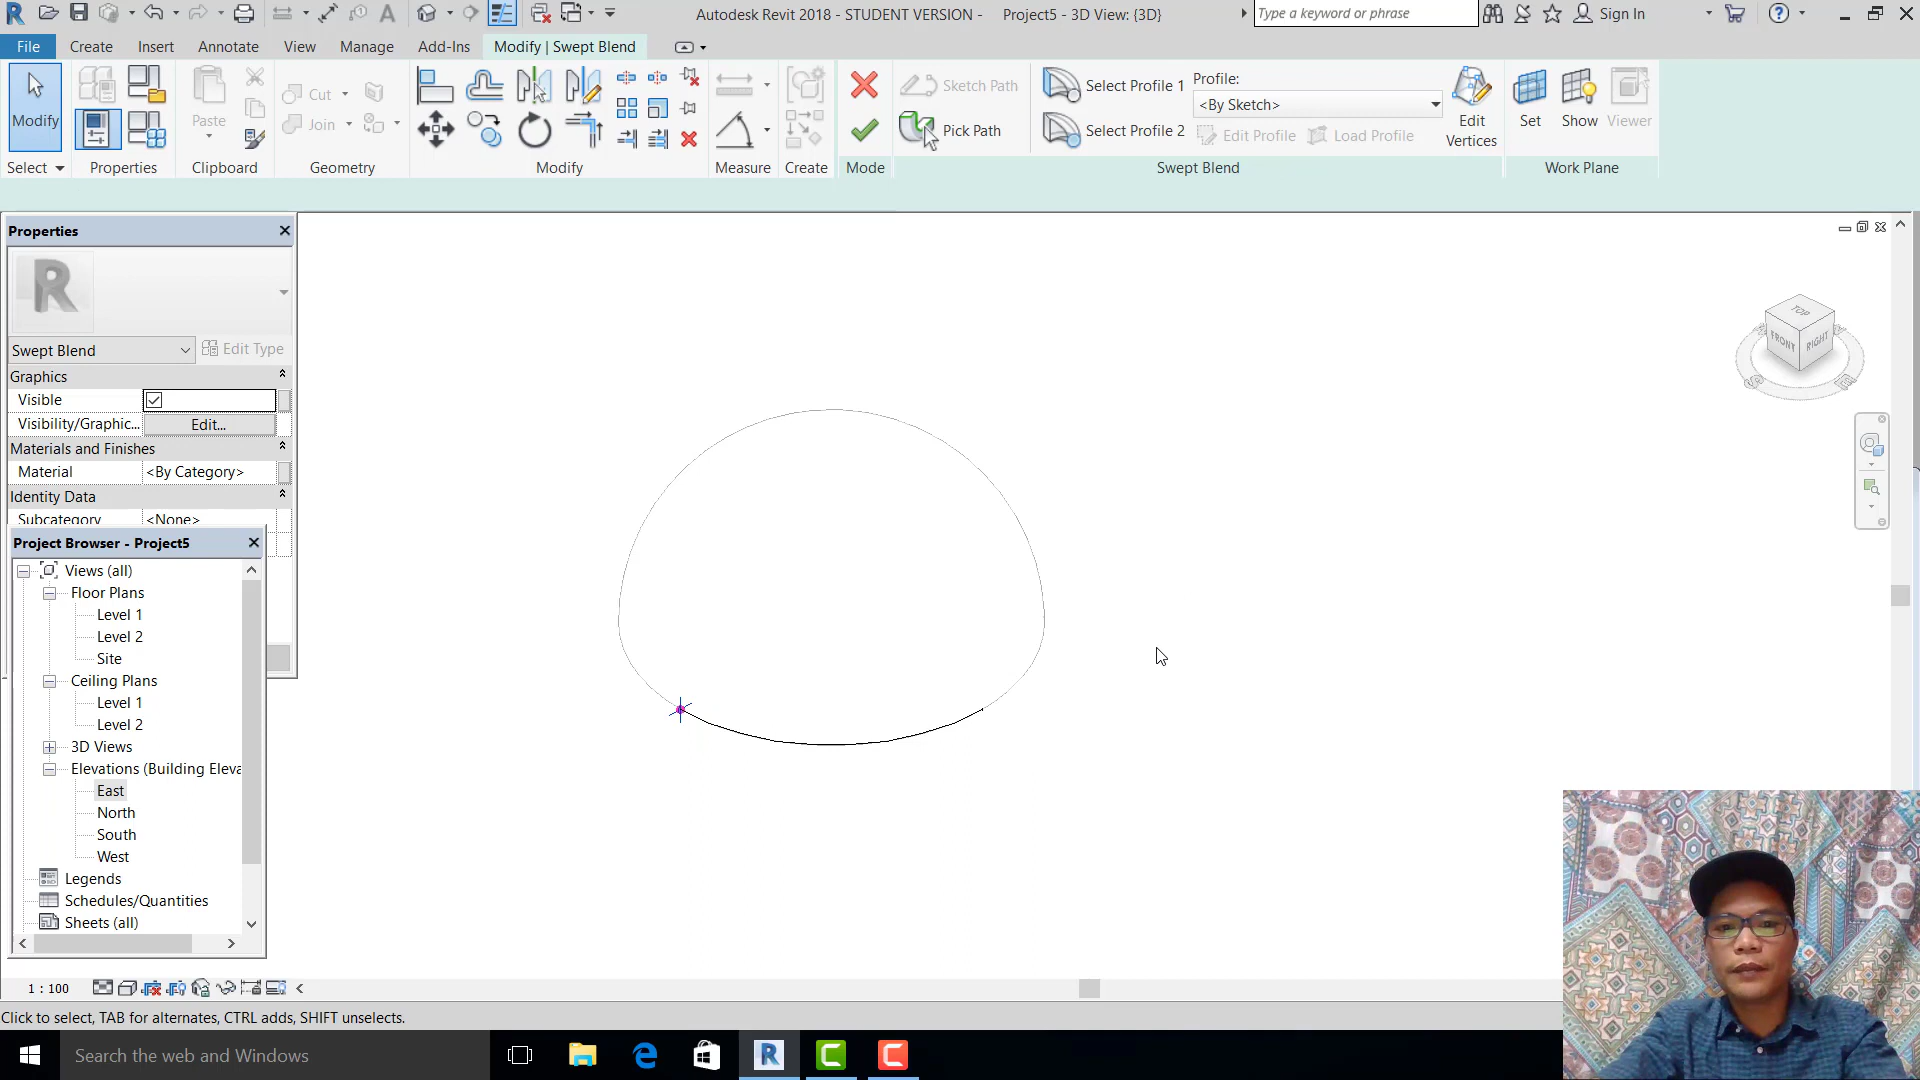 Autodesk Revit 2018 - STUDENT VERSION - Project5 - 3D View: {3D}
Type a keyword or phrase
Sign In
File Create Insert Annotate View Manage Add-Ins Modify | Swept Blend
Modify
Paste
Cut
Join
Sketch Path
Pick Path
Select Profile 1
Select Profile 2
Profile:
<By Sketch>
Edit Profile
Load Profile
Edit
Vertices
Set
Show
Viewer
Select Properties Clipboard Geometry Modify Measure Create Mode Swept Blend Work Plane
Properties
Swept Blend
Edit Type
Graphics
Visible
Visibility/Graphic...
Edit...
Materials and Finishes
Material
<By Category>
Identity Data
Subcategory
<None>
Project Browser - Project5
Views (all)
Floor Plans
Level 1
Level 2
Site
Ceiling Plans
Level 1
Level 2
3D Views
Elevations (Building Eleva
East
North
South
West
Legends
Schedules/Quantities
Sheets (all)
TOP
FRONT
RIGHT
1 : 100
Click to select, TAB for alternates, CTRL adds, SHIFT unselects.
Search the web and Windows